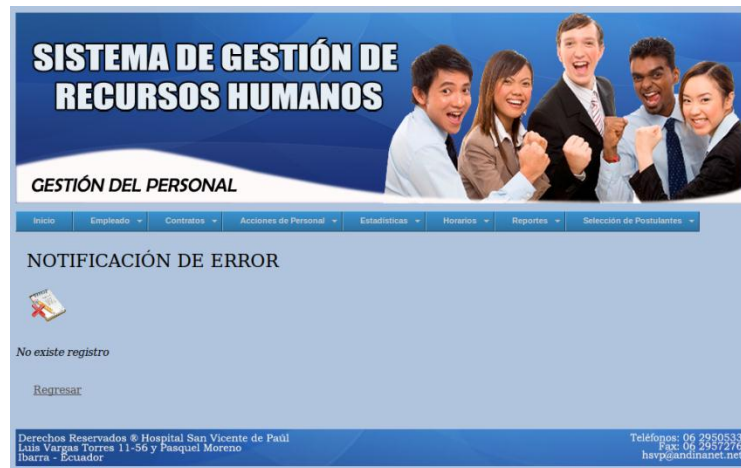 SISTEMA DE GESTIÓN DE
RECURSOS HUMANOS
GESTIÓN DEL PERSONAL
Inicio Empleado Contratos Acciones de Personal Estadísticas Horarios Reportes Selección de Postulantes
NOTIFICACIÓN DE ERROR
No existe registro
Regresar
Derechos Reservados ® Hospital San Vicente de Paúl
Luis Vargas Torres 11-56 y Pasquel Moreno
Ibarra - Ecuador
Teléfonos: 06 2950533
Fax: 06 2957276
hsvp@andinanet.net